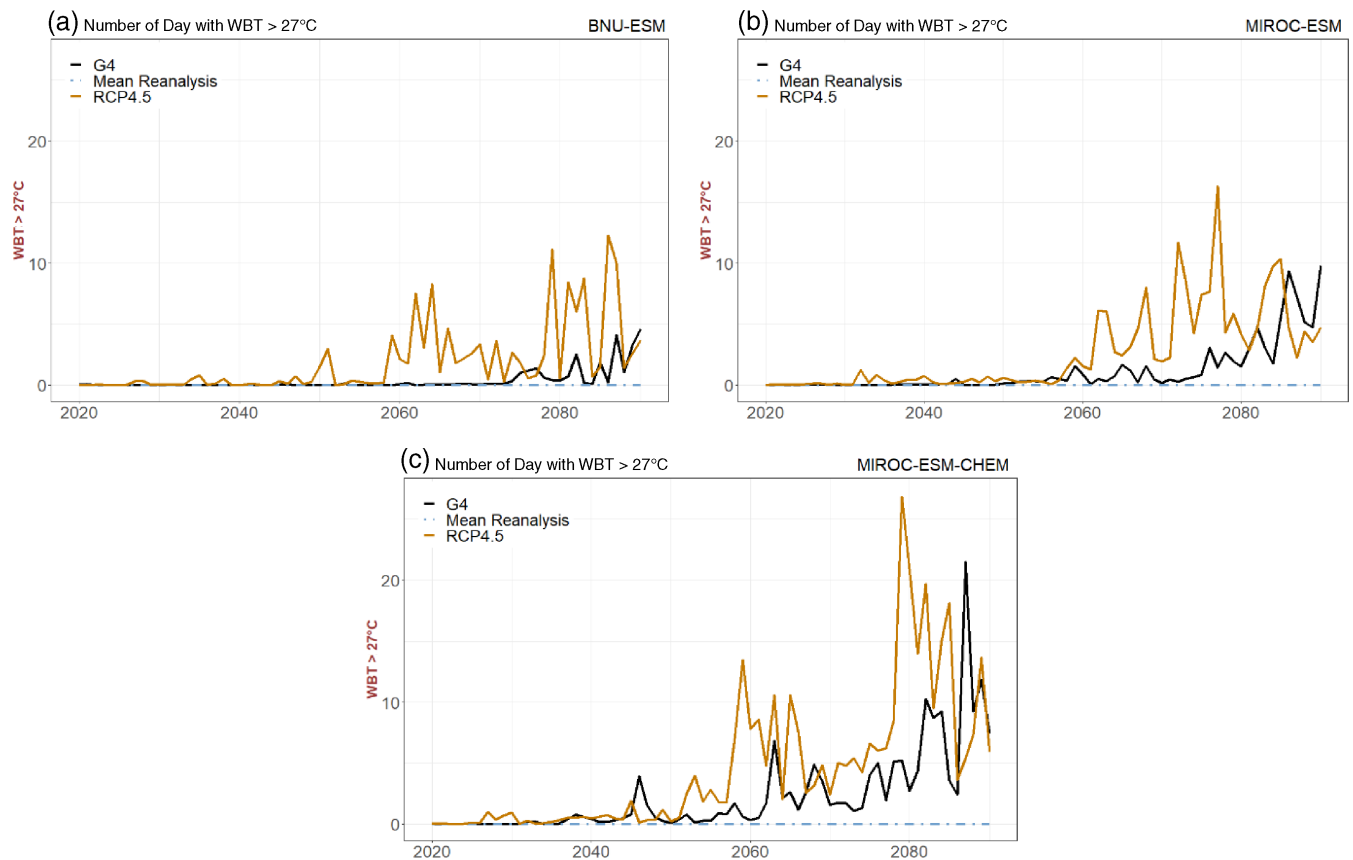 (a) Number of Day with WBT > 27°C BNU-ESM
G4
Mean Reanalysis
RCP4.5
20
10
0
WBT > 27°C
2020 2040 2060 2080
(b) Number of Day with WBT > 27°C MIROC-ESM
G4
Mean Reanalysis
RCP4.5
20
10
0
WBT > 27°C
2020 2040 2060 2080
(c) Number of Day with WBT > 27°C MIROC-ESM-CHEM
G4
Mean Reanalysis
RCP4.5
20
10
0
WBT > 27°C
2020 2040 2060 2080